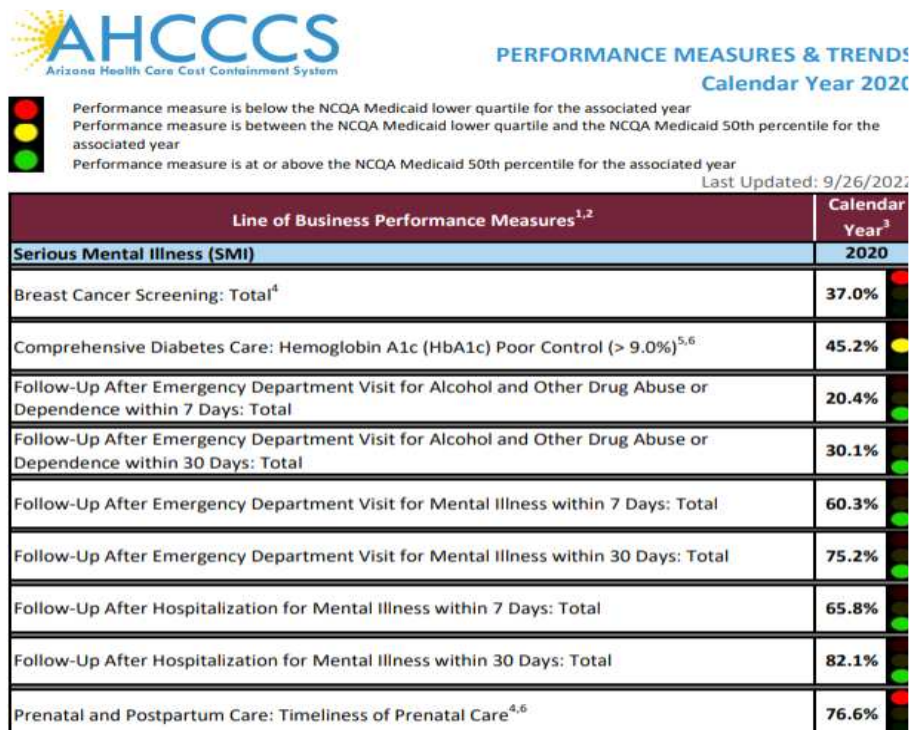 AHCCCS
Arizona Health Care Cost Containment System
PERFORMANCE MEASURES & TRENDS
Calendar Year 2020
Performance measure is below the NCQA Medicaid lower quartile for the associated year
Performance measure is between the NCQA Medicaid lower quartile and the NCQA Medicaid 50th percentile for the
associated year
Performance measure is at or above the NCQA Medicaid 50th percentile for the associated year
Last Updated: 9/26/2022
Line of Business Performance Measures1,2
Calendar
Year3
Serious Mental Illness (SMI) 2020
Breast Cancer Screening: Total4 37.0%
Comprehensive Diabetes Care: Hemoglobin A1c (HbA1c) Poor Control (> 9.0%)5,6 45.2%
Follow-Up After Emergency Department Visit for Alcohol and Other Drug Abuse or
Dependence within 7 Days: Total 20.4%
Follow-Up After Emergency Department Visit for Alcohol and Other Drug Abuse or
Dependence within 30 Days: Total 30.1%
Follow-Up After Emergency Department Visit for Mental Illness within 7 Days: Total 60.3%
Follow-Up After Emergency Department Visit for Mental Illness within 30 Days: Total 75.2%
Follow-Up After Hospitalization for Mental Illness within 7 Days: Total 65.8%
Follow-Up After Hospitalization for Mental Illness within 30 Days: Total 82.1%
Prenatal and Postpartum Care: Timeliness of Prenatal Care4,6 76.6%